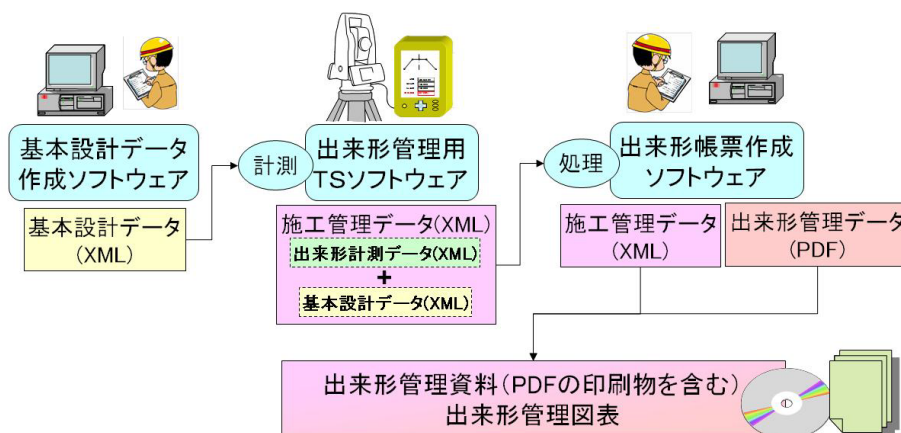 基本設計データ
作成ソフトウェア
基本設計データ
(XML)
計測
出来形管理用
TSソフトウェア
施工管理データ(XML)
出来形計測データ(XML)
+
基本設計データ(XML)
処理
出来形帳票作成
ソフトウェア
施工管理データ
(XML)
出来形管理データ
(PDF)
出来形管理資料(PDFの印刷物を含む)
出来形管理図表